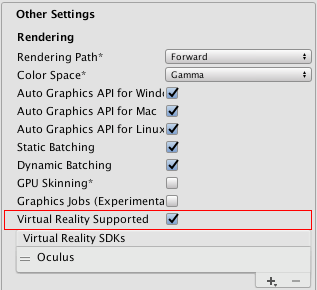 Other Settings
Rendering
Rendering Path* Forward
Color Space* Gamma
Auto Graphics API for Wind
Auto Graphics API for Mac
Auto Graphics API for Linux
Static Batching
Dynamic Batching
GPU Skinning*
Graphics Jobs (Experimenta
Virtual Reality Supported
Virtual Reality SDKs
Oculus